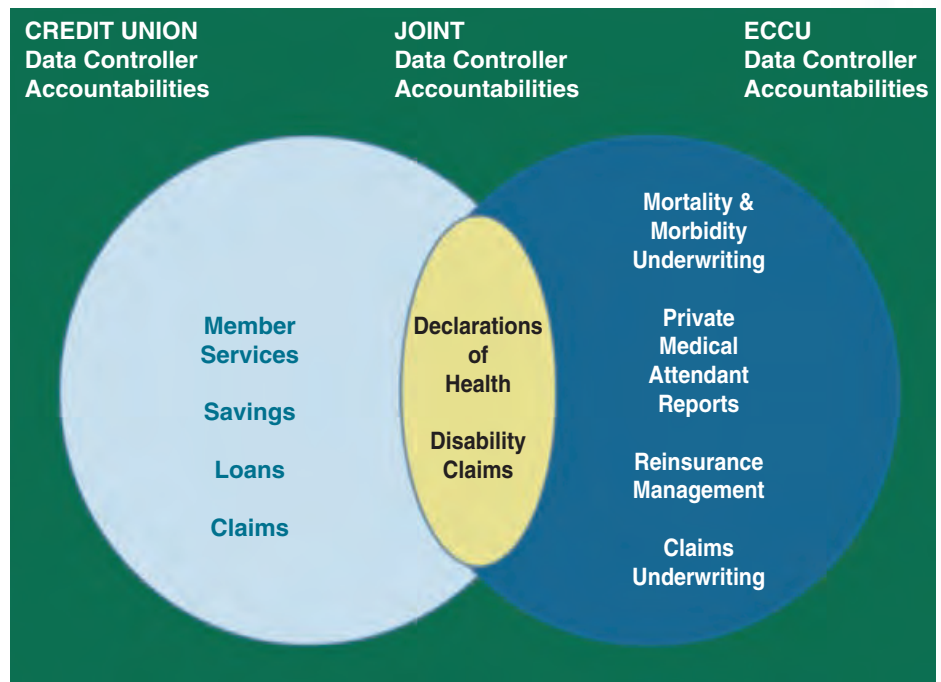 CREDIT UNION
Data Controller
Accountabilities
JOINT
Data Controller
Accountabilities
ECCU
Data Controller
Accountabilities
Member
Services
Savings
Loans
Claims
Declarations
of
Health
Disability
Claims
Mortality &
Morbidity
Underwriting
Private
Medical
Attendant
Reports
Reinsurance
Management
Claims
Underwriting